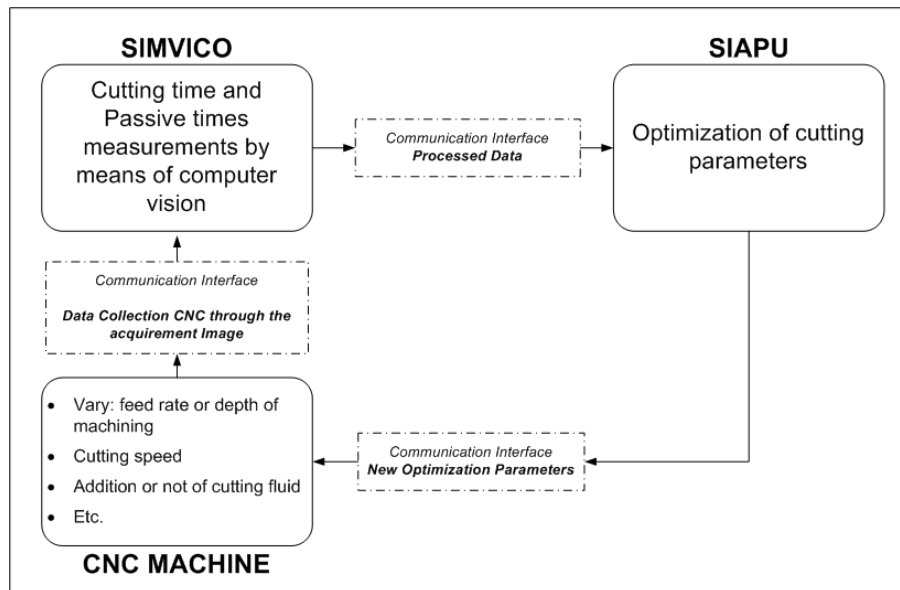 SIMVICO
Cutting time and
Passive times
measurements by
means of computer
vision
Communication Interface
Processed Data
SIAPU
Optimization of cutting
parameters
Communication Interface
Data Collection CNC through the
acquirement Image
• Vary: feed rate or depth of
machining
• Cutting speed
• Addition or not of cutting fluid
• Etc.
CNC MACHINE
Communication Interface
New Optimization Parameters